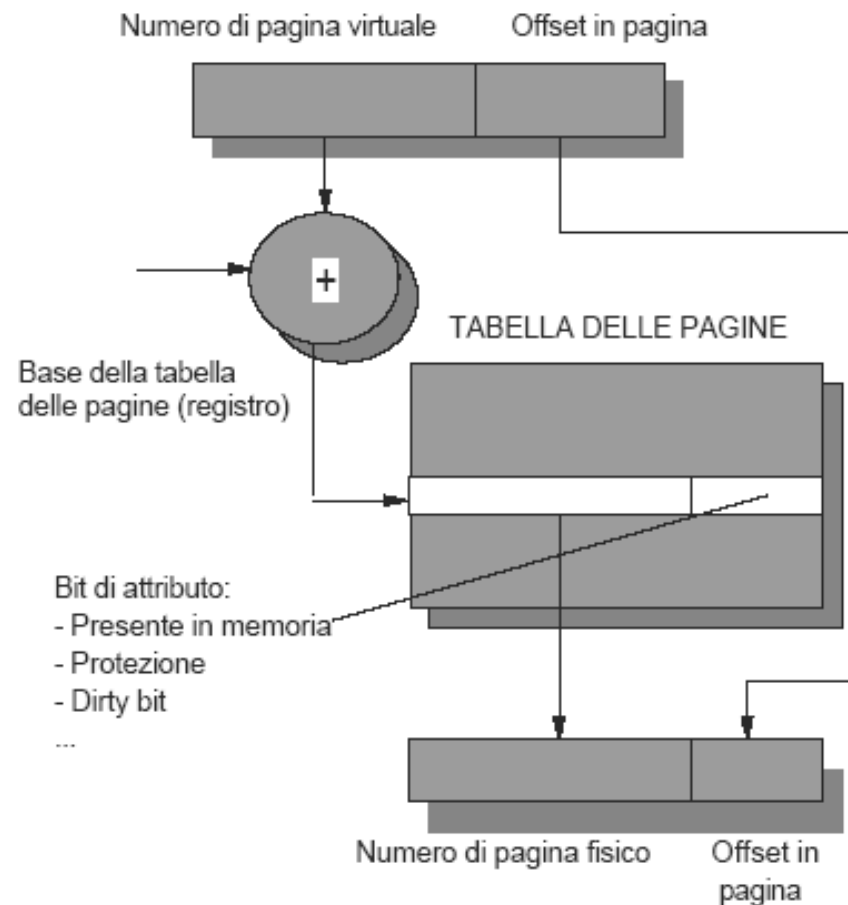 Numero di pagina virtuale Offset in pagina
+
TABELLA DELLE PAGINE
Base della tabella
delle pagine (registro)
Bit di attributo:
- Presente in memoria
- Protezione
- Dirty bit
...
Numero di pagina fisico Offset in
pagina